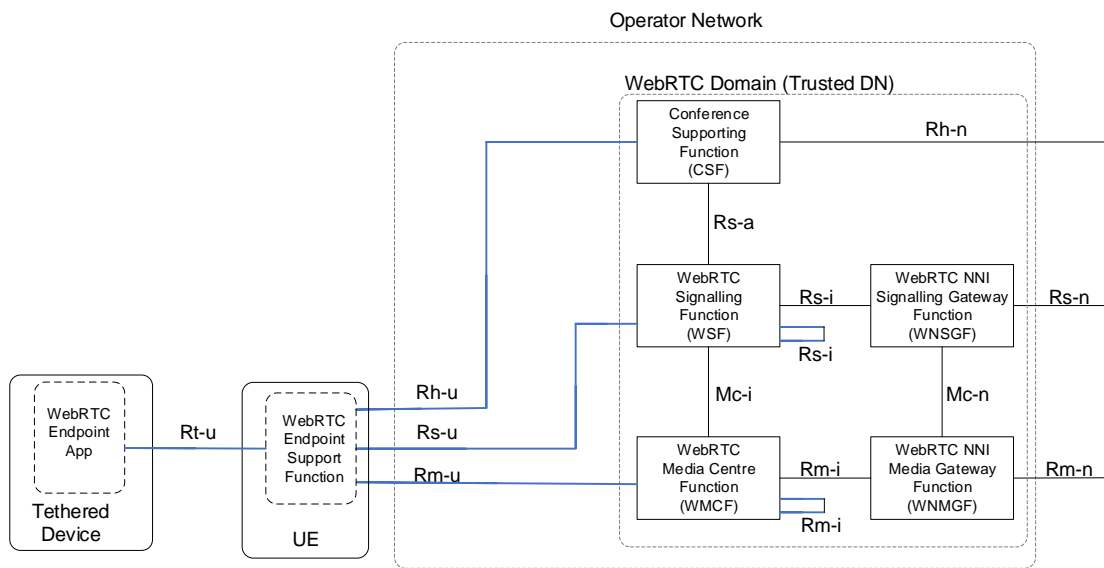 Operator Network
WebRTC Domain (Trusted DN)
Conference
Supporting
Function
(CSF)
Rh-n
Rs-a
WebRTC
Signalling
Function
(WSF)
Rs-i
WebRTC NNI
Signalling Gateway
Function
(WNSGF)
Rs-n
Rs-i
Rh-u
Mc-i
Mc-n
WebRTC
Endpoint
App
Rt-u
WebRTC
Endpoint
Support
Function
Rs-u
Rm-u
WebRTC
Media Centre
Function
(WMCF)
Rm-i
WebRTC NNI
Media Gateway
Function
(WNMGF)
Rm-n
Rm-i
Tethered
Device
UE